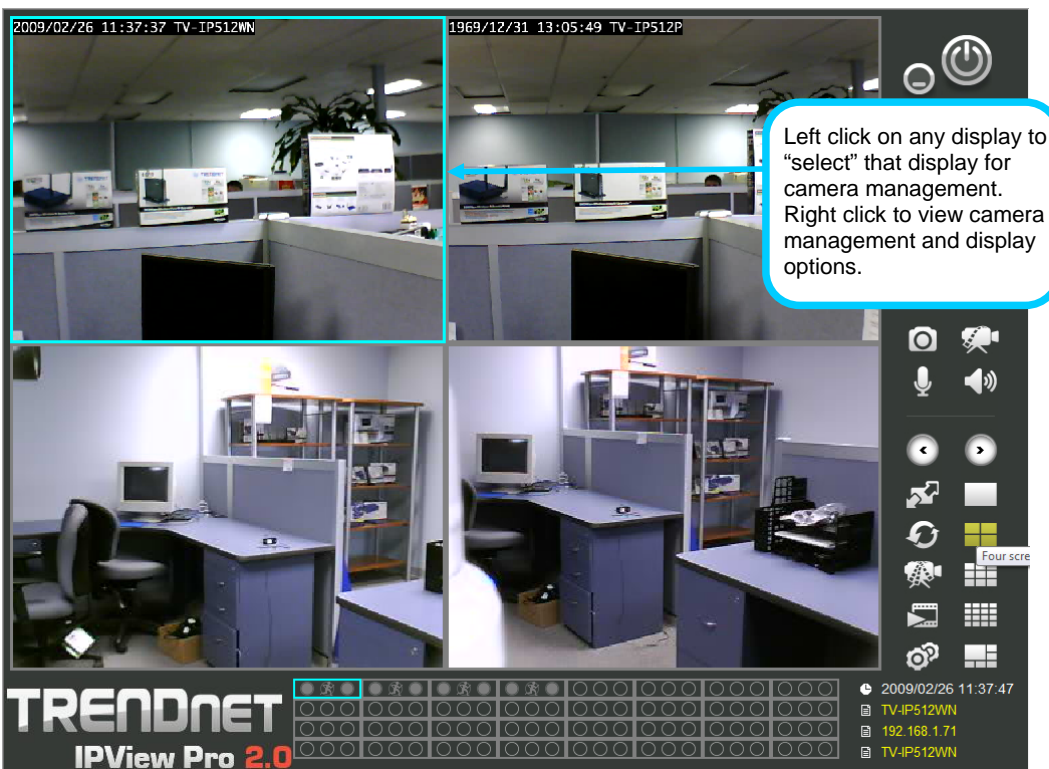 2009/02/26 11:37:37 TV-IP512WN
1969/12/31 13:05:49 TV-IP512P
Left click on any display to
“select” that display for
camera management.
Right click to view camera
management and display
options.
TRENDNET
Four scre
TRENDNET
IPView Pro 2.0
2009/02/26 11:37:47
TV-IP512WN
192.168.1.71
TV-IP512WN